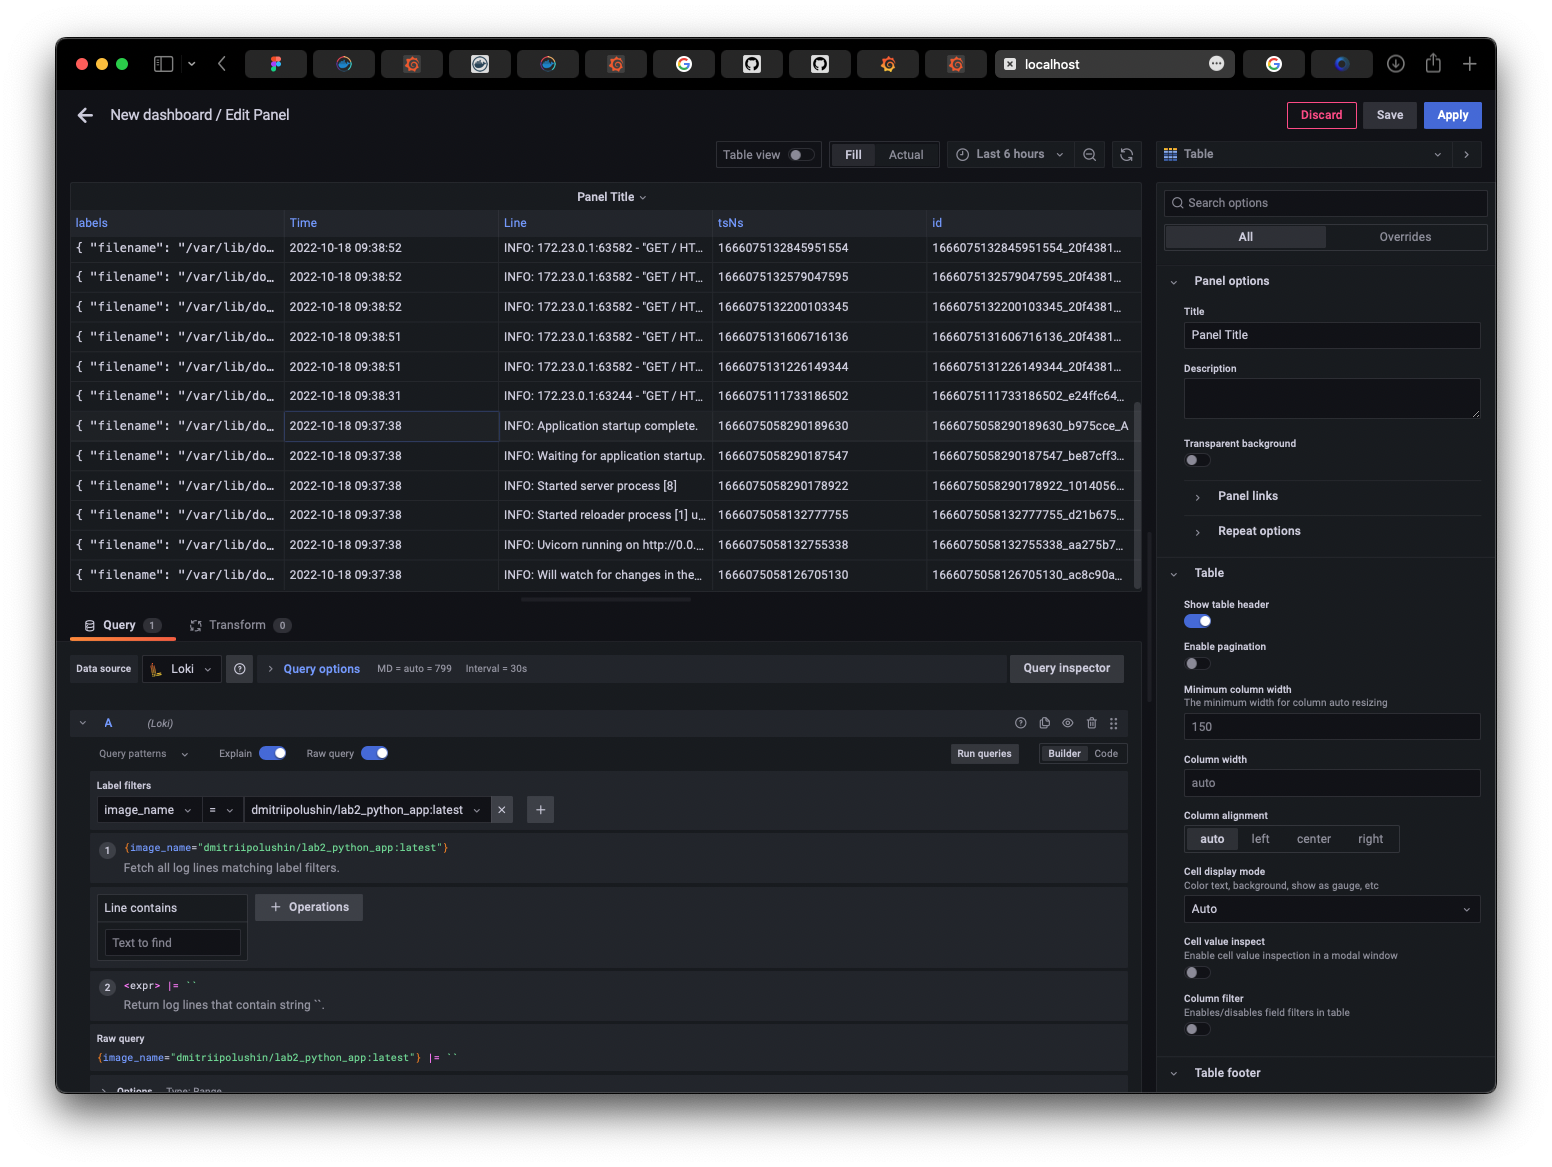 localhost
New dashboard / Edit Panel
Discard Save Apply
Table view Fill Actual Last 6 hours Table
Panel Title
labels Time Line tsNs id
{ "filename": "/var/lib/do… 2022-10-18 09:38:52 INFO: 172.23.0.1:63582 - "GET / HT… 1666075132845951554 1666075132845951554_20f4381…
{ "filename": "/var/lib/do… 2022-10-18 09:38:52 INFO: 172.23.0.1:63582 - "GET / HT… 1666075132579047595 1666075132579047595_20f4381…
{ "filename": "/var/lib/do… 2022-10-18 09:38:52 INFO: 172.23.0.1:63582 - "GET / HT… 1666075132200103345 1666075132200103345_20f4381…
{ "filename": "/var/lib/do… 2022-10-18 09:38:51 INFO: 172.23.0.1:63582 - "GET / HT… 1666075131606716136 1666075131606716136_20f4381…
{ "filename": "/var/lib/do… 2022-10-18 09:38:51 INFO: 172.23.0.1:63582 - "GET / HT… 1666075131226149344 1666075131226149344_20f4381…
{ "filename": "/var/lib/do… 2022-10-18 09:38:31 INFO: 172.23.0.1:63244 - "GET / HT… 1666075111733186502 1666075111733186502_e24ffc64…
{ "filename": "/var/lib/do… 2022-10-18 09:37:38 INFO: Application startup complete. 1666075058290189630 1666075058290189630_b975cce_A
{ "filename": "/var/lib/do… 2022-10-18 09:37:38 INFO: Waiting for application startup. 1666075058290187547 1666075058290187547_be87cff3…
{ "filename": "/var/lib/do… 2022-10-18 09:37:38 INFO: Started server process [8] 1666075058290178922 1666075058290178922_1014056…
{ "filename": "/var/lib/do… 2022-10-18 09:37:38 INFO: Started reloader process [1] u… 1666075058132777755 1666075058132777755_d21b675…
{ "filename": "/var/lib/do… 2022-10-18 09:37:38 INFO: Uvicorn running on http://0.0.… 1666075058132755338 1666075058132755338_aa275b7…
{ "filename": "/var/lib/do… 2022-10-18 09:37:38 INFO: Will watch for changes in the… 1666075058126705130 1666075058126705130_ac8c90a…
Query 1 Transform 0
Data source Loki Query options MD = auto = 799 Interval = 30s Query inspector
A (Loki)
Query patterns Explain Raw query Run queries Builder Code
Label filters
image_name = dmitriipolushin/lab2_python_app:latest
1 {image_name="dmitriipolushin/lab2_python_app:latest"}
Fetch all log lines matching label filters.
Line contains + Operations
Text to find
2 <expr> |= ``
Return log lines that contain string ``.
Raw query
{image_name="dmitriipolushin/lab2_python_app:latest"} |= ``
Options Type: Range
Search options
All Overrides
Panel options
Title
Panel Title
Description
Transparent background
Panel links
Repeat options
Table
Show table header
Enable pagination
Minimum column width
The minimum width for column auto resizing
150
Column width
auto
Column alignment
auto left center right
Cell display mode
Color text, background, show as gauge, etc
Auto
Cell value inspect
Enable cell value inspection in a modal window
Column filter
Enables/disables field filters in table
Table footer